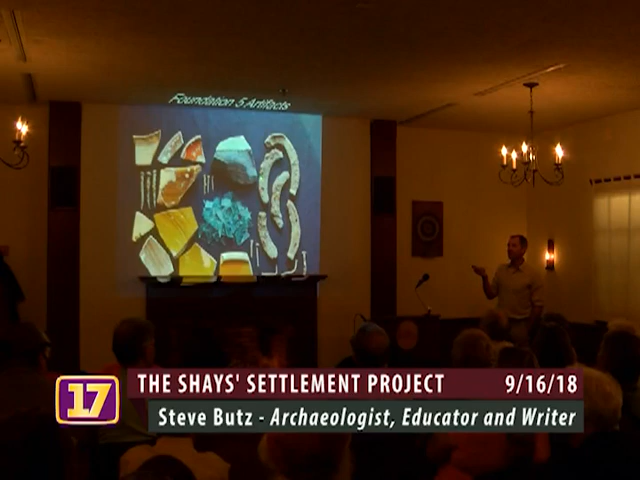 Foundation 5 Artifacts
17
THE SHAYS' SETTLEMENT PROJECT 9/16/18
Steve Butz - Archaeologist, Educator and Writer